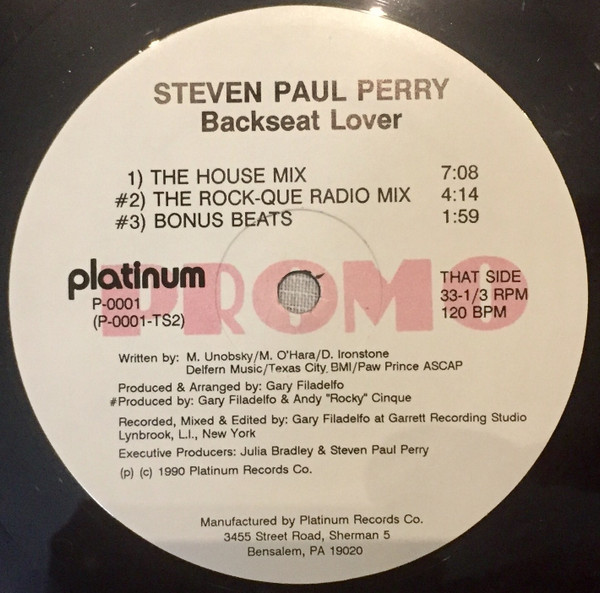 STEVEN PAUL PERRY
Backseat Lover
1) THE HOUSE MIX 7:08
#2) THE ROCK-QUE RADIO MIX 4:14
#3) BONUS BEATS 1:59
platinum
PROMO
P-0001
(P-0001-TS2)
THAT SIDE
33-1/3 RPM
120 BPM
Written by: M. Unobsky/M. O'Hara/D. Ironstone
Delfern Music/Texas City, BMI/Paw Prince ASCAP
Produced & Arranged by: Gary Filadelfo
#Produced by: Gary Filadelfo & Andy "Rocky" Cinque
Recorded, Mixed & Edited by: Gary Filadelfo at Garrett Recording Studio
Lynbrook, L.I., New York
Executive Producers: Julia Bradley & Steven Paul Perry
(p) (c) 1990 Platinum Records Co.
Manufactured by Platinum Records Co.
3455 Street Road, Sherman 5
Bensalem, PA 19020